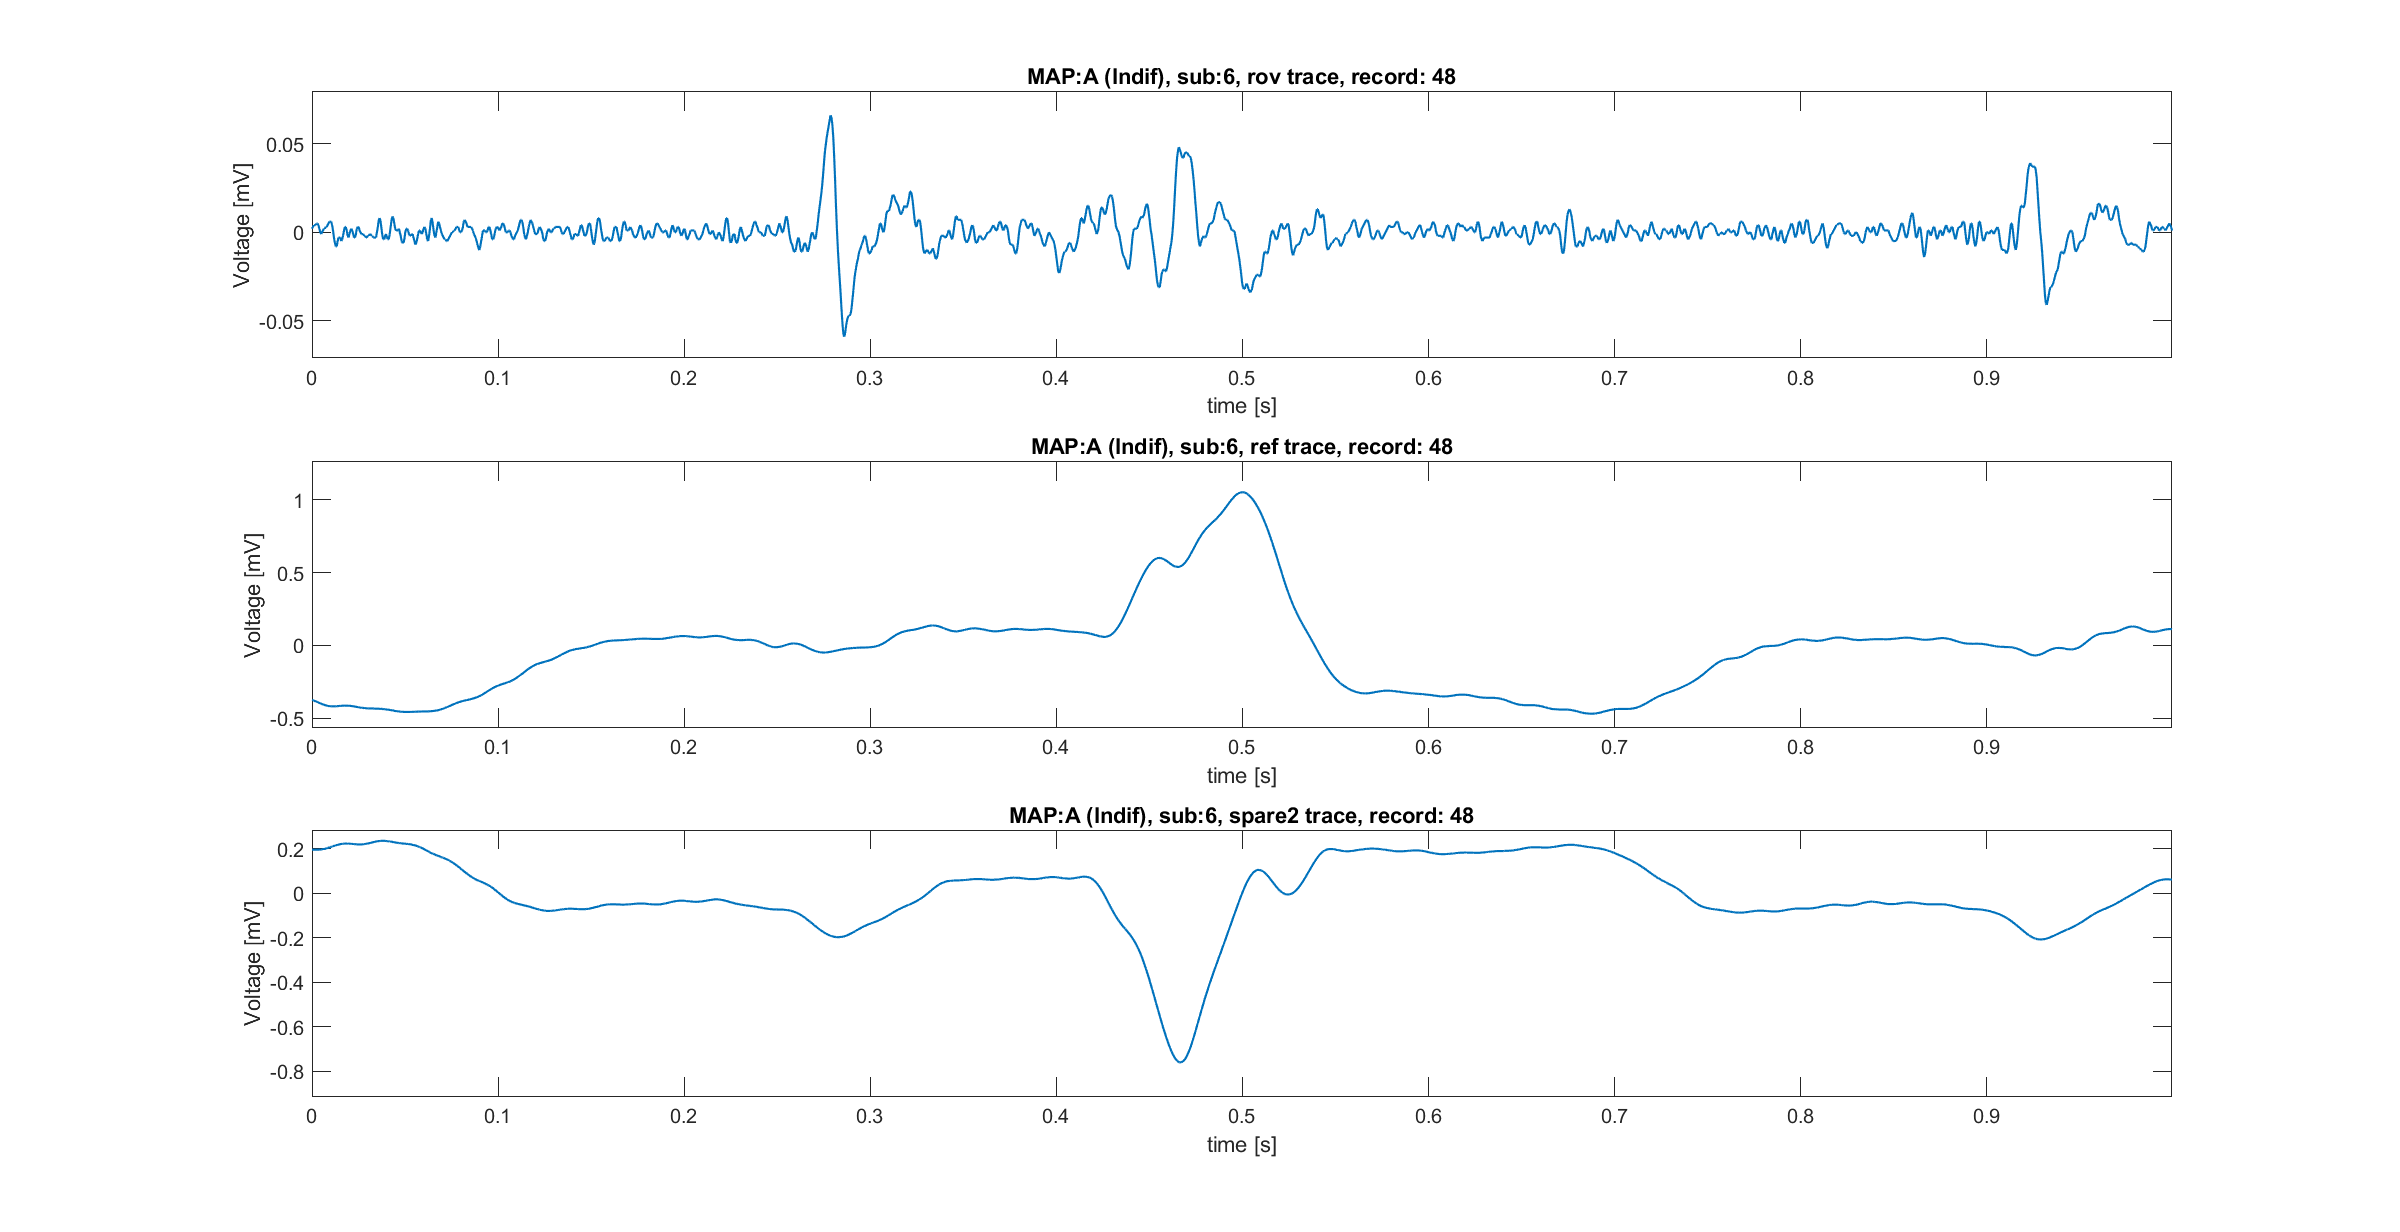 MAP:A (Indif), sub:6, rov trace, record: 48
Voltage [mV]
0.05
0
-0.05
0 0.1 0.2 0.3 0.4 0.5 0.6 0.7 0.8 0.9
time [s]
MAP:A (Indif), sub:6, ref trace, record: 48
Voltage [mV]
1
0.5
0
-0.5
0 0.1 0.2 0.3 0.4 0.5 0.6 0.7 0.8 0.9
time [s]
MAP:A (Indif), sub:6, spare2 trace, record: 48
Voltage [mV]
0.2
0
-0.2
-0.4
-0.6
-0.8
0 0.1 0.2 0.3 0.4 0.5 0.6 0.7 0.8 0.9
time [s]